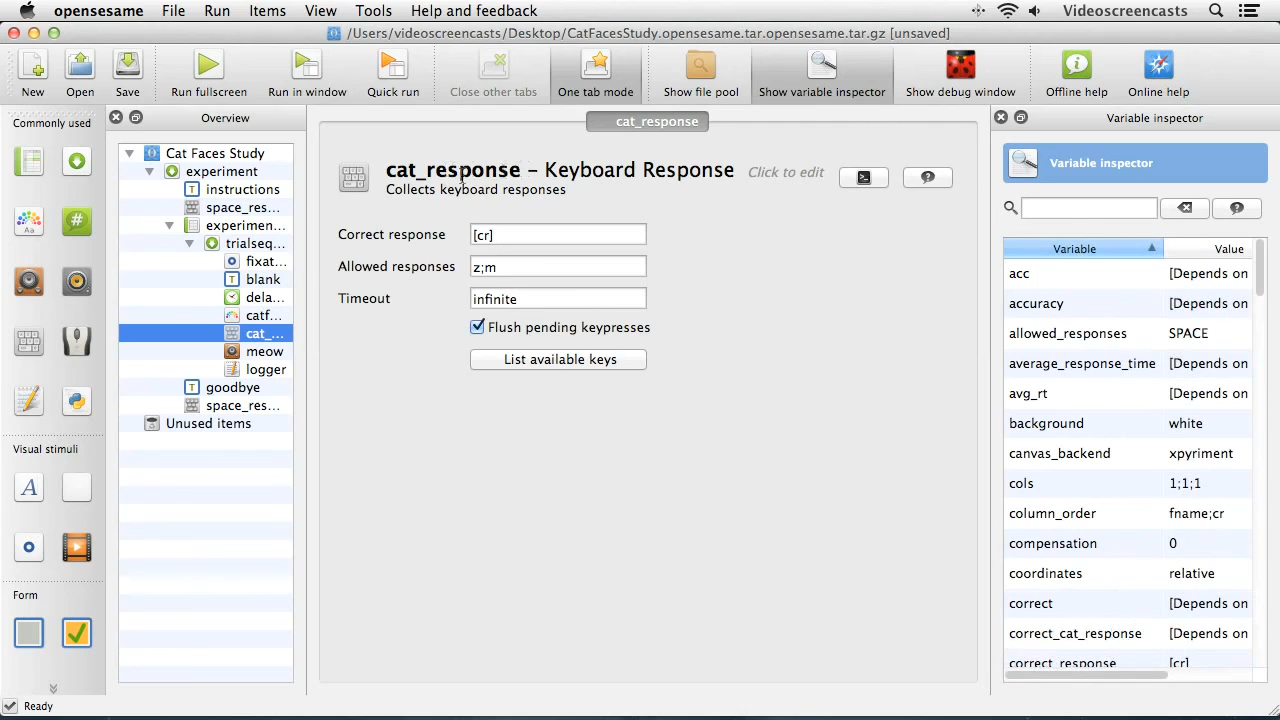 opensesame File Run Items View Tools Help and feedback Videoscreencasts
/Users/videoscreencasts/Desktop/CatFacesStudy.opensesame.tar.opensesame.tar.gz [unsaved]
New Open Save Run fullscreen Run in window Quick run Close other tabs One tab mode Show file pool Show variable inspector Show debug window Offline help Online help
Commonly used
Aa
#
Visual stimuli
A
Form
Overview
Cat Faces Study
experiment
T instructions
space_res...
experimen...
trialseq...
fixat...
T blank
dela...
catf...
cat_...
meow
logger
T goodbye
space_res...
Unused items
cat_response
cat_response – Keyboard Response Click to edit
Collects keyboard responses
Correct response [cr]
Allowed responses z;m
Timeout infinite
Flush pending keypresses
List available keys
Variable inspector
Variable inspector
Variable Value
acc [Depends on
accuracy [Depends on
allowed_responses SPACE
average_response_time [Depends on
avg_rt [Depends on
background white
canvas_backend xpyriment
cols 1;1;1
column_order fname;cr
compensation 0
coordinates relative
correct [Depends on
correct_cat_response [Depends on
correct_response [cr]
Ready